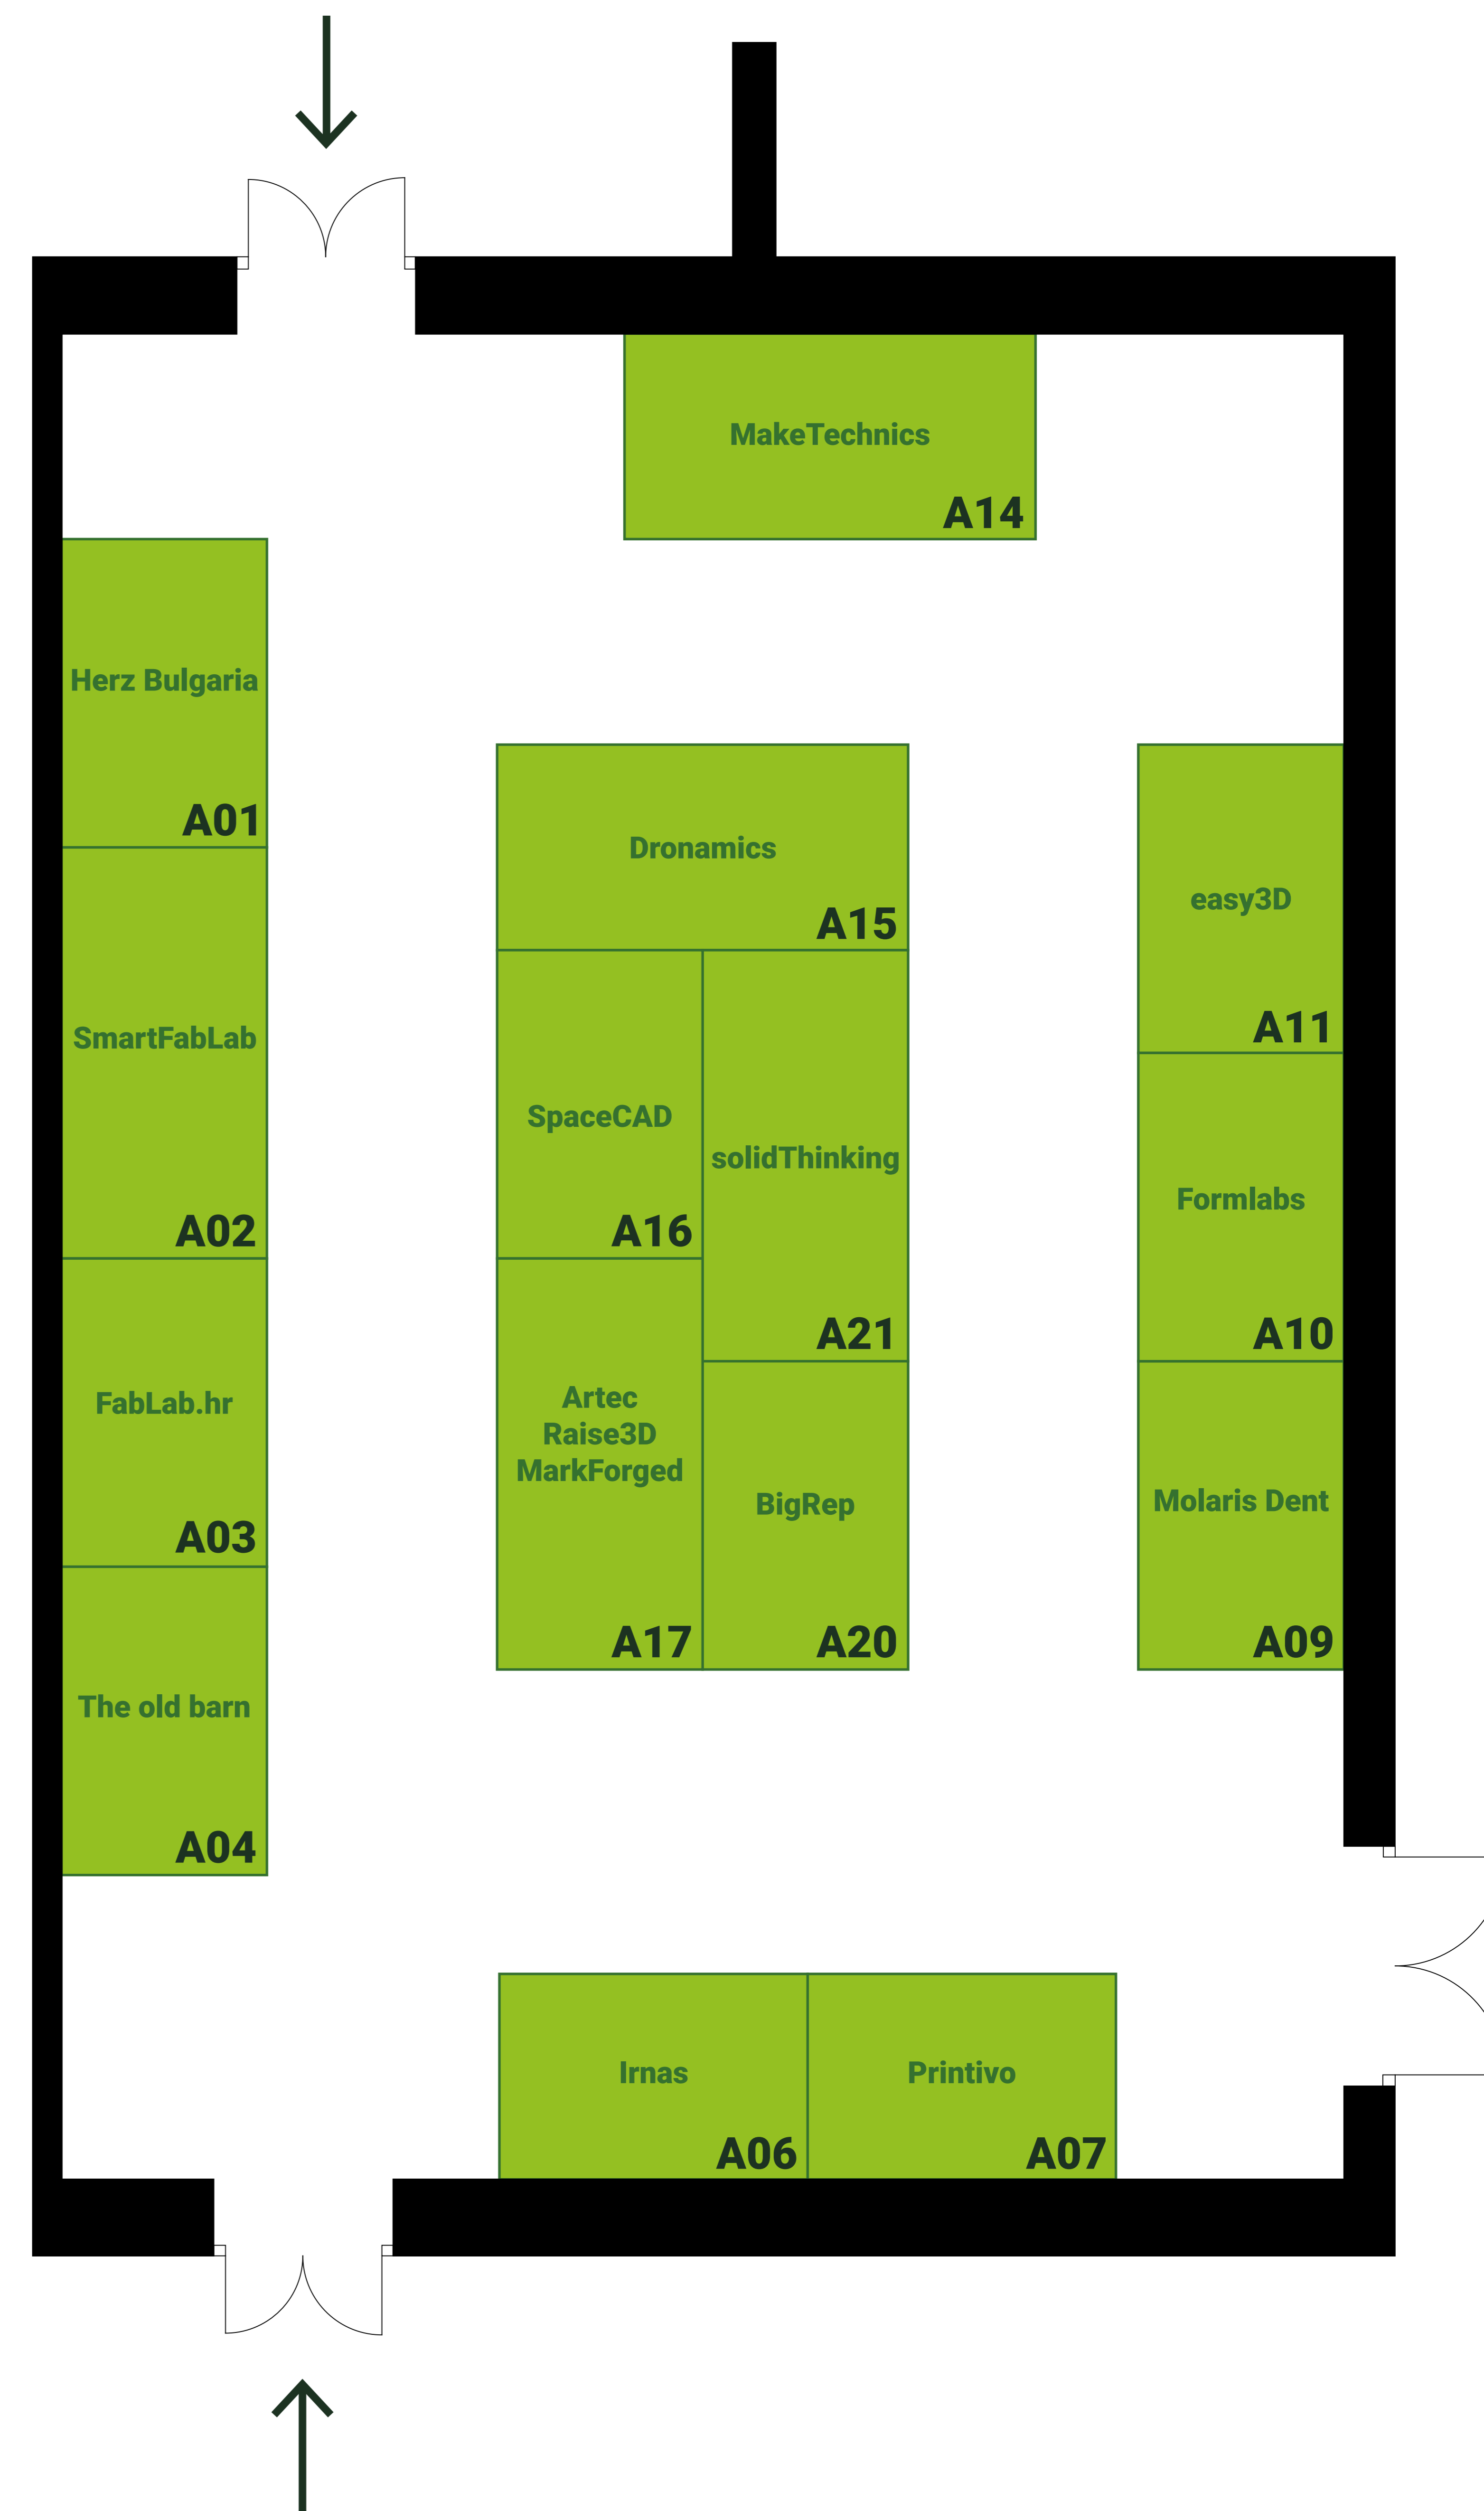 MakeTechnics
A14
Herz Bulgaria
A01
SmartFabLab
A02
FabLab.hr
A03
The old barn
A04
Dronamics
A15
SpaceCAD
A16
solidThinking
A21
Artec
Raise3D
MarkForged
A17
BigRep
A20
easy3D
A11
Formlabs
A10
Molaris Dent
A09
Irnas
A06
Printivo
A07